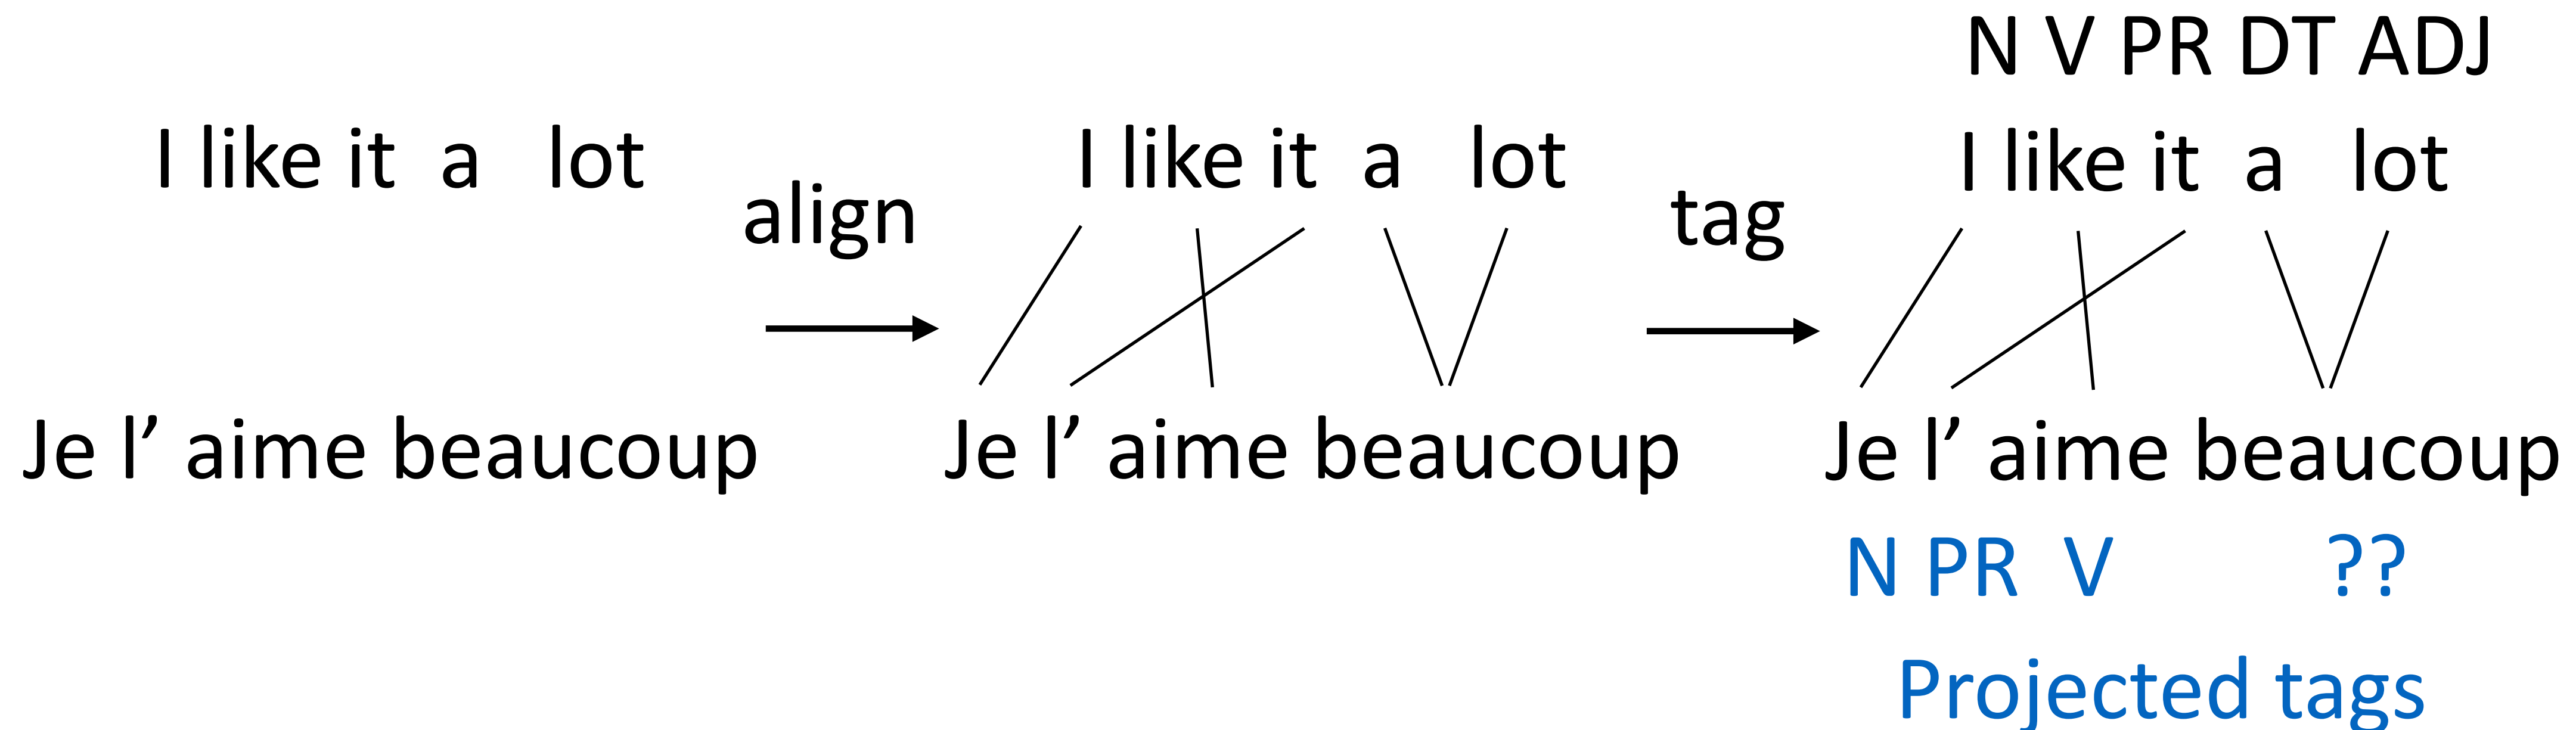 N V PR DT ADJ
I like it a lot
I like it a lot
I like it a lot
align
tag
Je l’ aime beaucoup
Je l’ aime beaucoup
Je l’ aime beaucoup
N PR V ??
Projected tags